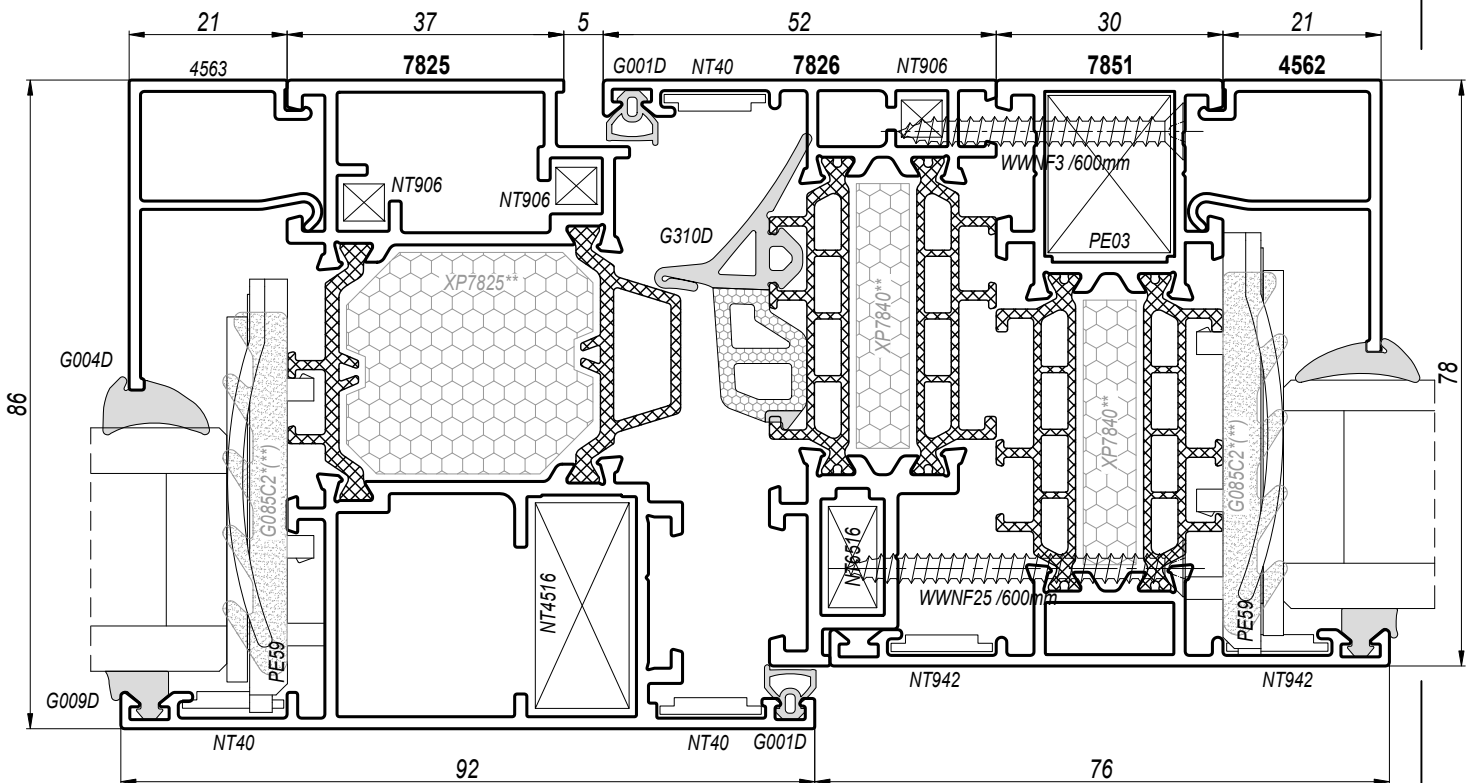 21 37 5 52 30 21
4563 7825 G001D NT40 7826 NT906 7851 4562
WWNF3 /600mm
NT906
NT906
G310D
PE03
XP7825**
XP7840**
G004D
86
78
G085C2*(**)
XP7840**
G085C2*(**)
NT4516
NT6516
WWNF25 /600mm
PE59
PE59
G009D
NT942
NT942
NT40
NT40
G001D
92 76